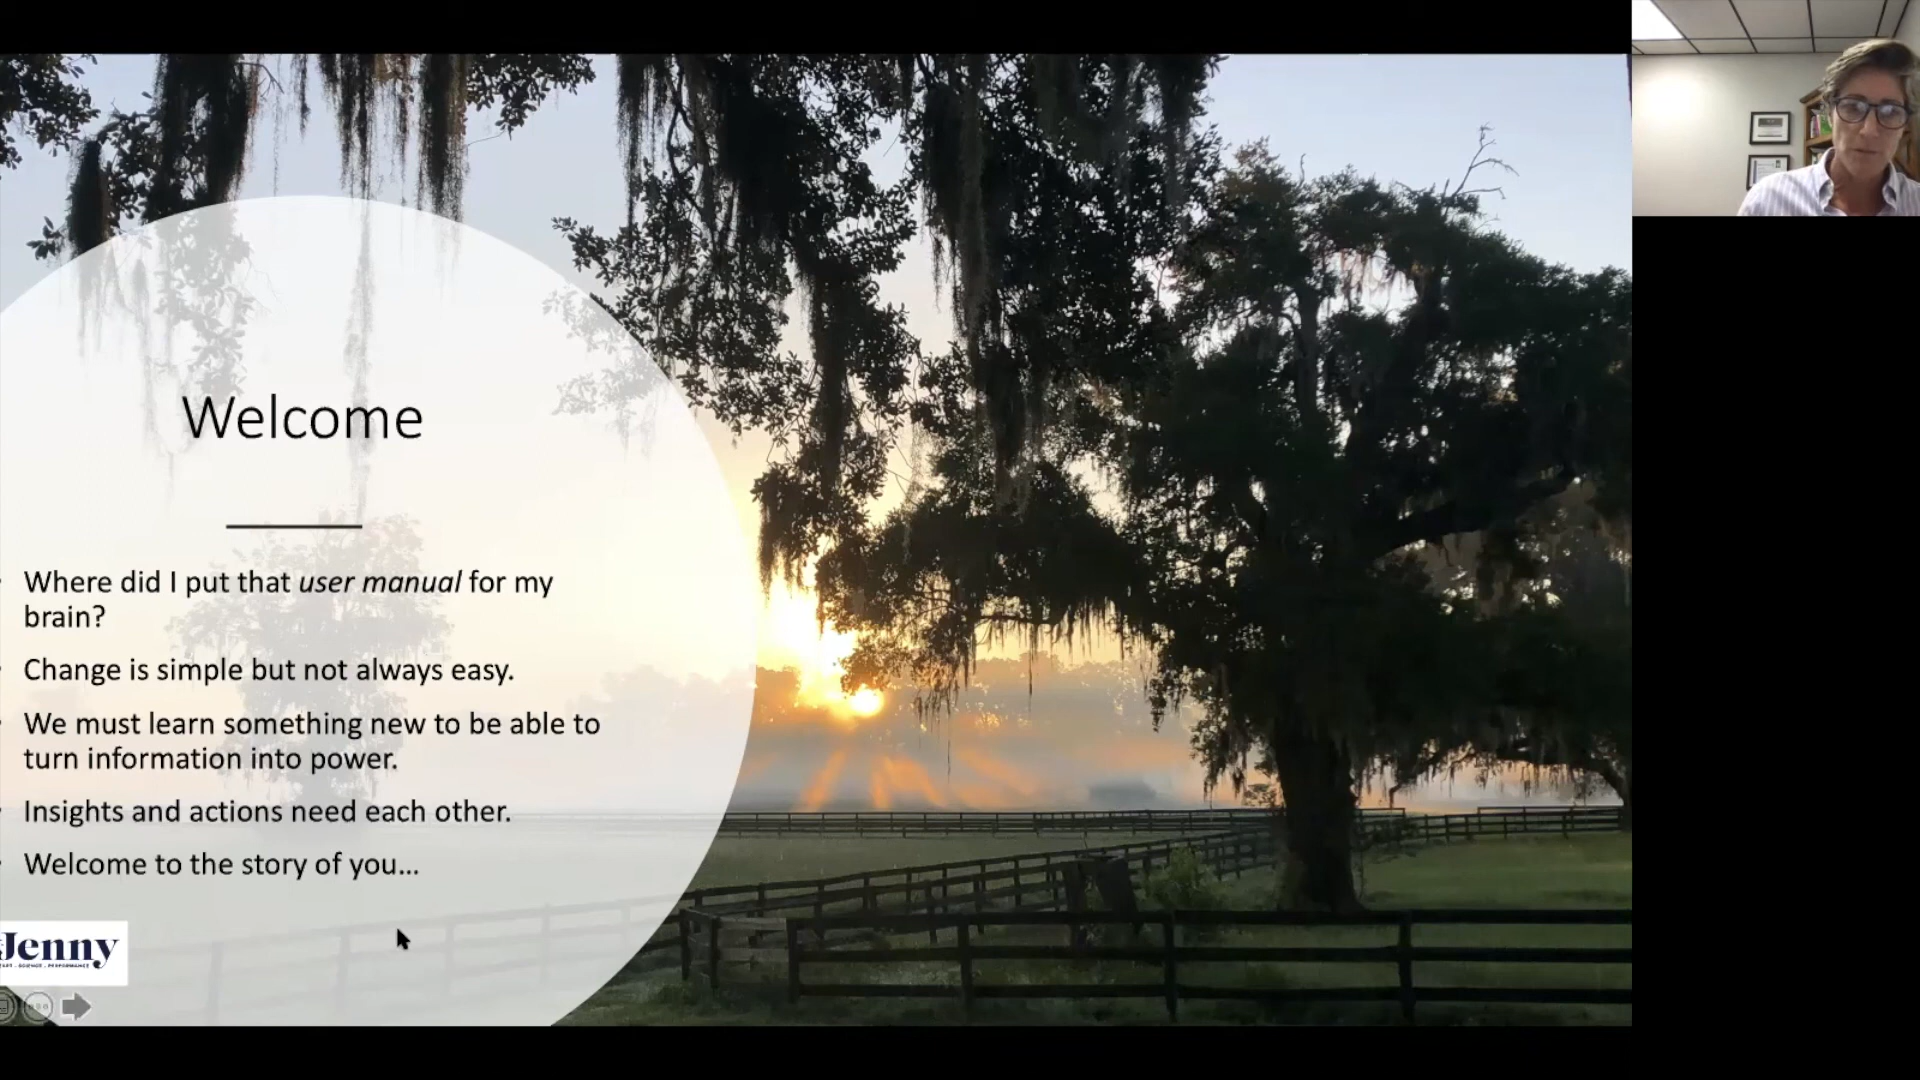 Welcome
Where did I put that user manual for my
brain?
Change is simple but not always easy.
We must learn something new to be able to
turn information into power.
Insights and actions need each other.
Welcome to the story of you...
Jenny
SCIENCE . PERFORMANCE